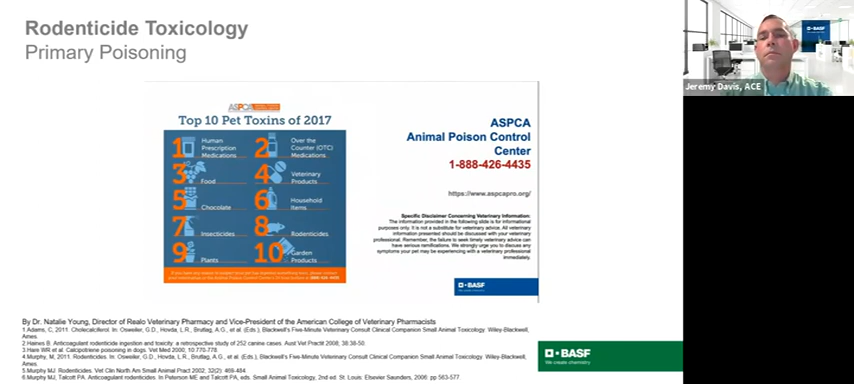 Rodenticide Toxicology
Primary Poisoning
BASF
Jeremy Davis, ACE
ASPCA
Top 10 Pet Toxins of 2017
1 Human Prescription Medications
2 Over the Counter (OTC) Medications
3 Food
4 Veterinary Products
5 Chocolate
6 Household Items
7 Insecticides
8 Rodenticides
9 Plants
10 Garden Products
ASPCA
Animal Poison Control
Center
1-888-426-4435
https://www.aspcapro.org/
Specific Disclaimer Concerning Veterinary Information:
The information provided in the following slide is for informational
purposes only. It is not a substitute for veterinary advice. All veterinary
information presented should be discussed with your veterinary
professional. Remember, the failure to seek timely veterinary advice can
have serious ramifications. We strongly urge you to discuss any
symptoms your pet may be experiencing with a veterinary professional
immediately.
BASF
By Dr. Natalie Young, Director of Realo Veterinary Pharmacy and Vice-President of the American College of Veterinary Pharmacists
1.Adams, C, 2011. Cholecalciferol. In: Osweiler, G.D., Hovda, L.R., Brutlag, A.G., et al. (Eds.), Blackwell's Five-Minute Veterinary Consult Clinical Companion Small Animal Toxicology. Wiley-Blackwell,
Ames.
2.Haines B. Anticoagulant rodenticide ingestion and toxicity: a retrospective study of 252 canine cases. Aust Vet Practit 2008; 38:38-50.
3.Hare WR et al: Calcipotriene poisoning in dogs. Vet Med 2000; 10:770-778.
4.Murphy, M, 2011. Rodenticides. In: Osweiler, G.D., Hovda, L.R., Brutlag, A.G., et al. (Eds.), Blackwell's Five-Minute Veterinary Consult Clinical Companion Small Animal Toxicology. Wiley-Blackwell,
Ames.
5.Murphy MJ. Rodenticides. Vet Clin North Am Small Anim Pract 2002; 32(2): 469-484.
6.Murphy MJ, Talcott PA. Anticoagulant rodenticides. In Peterson ME and Talcott PA, eds. Small Animal Toxicology, 2nd ed. St. Louis: Elsevier Saunders, 2006: pp 563-577
BASF
We create chemistry